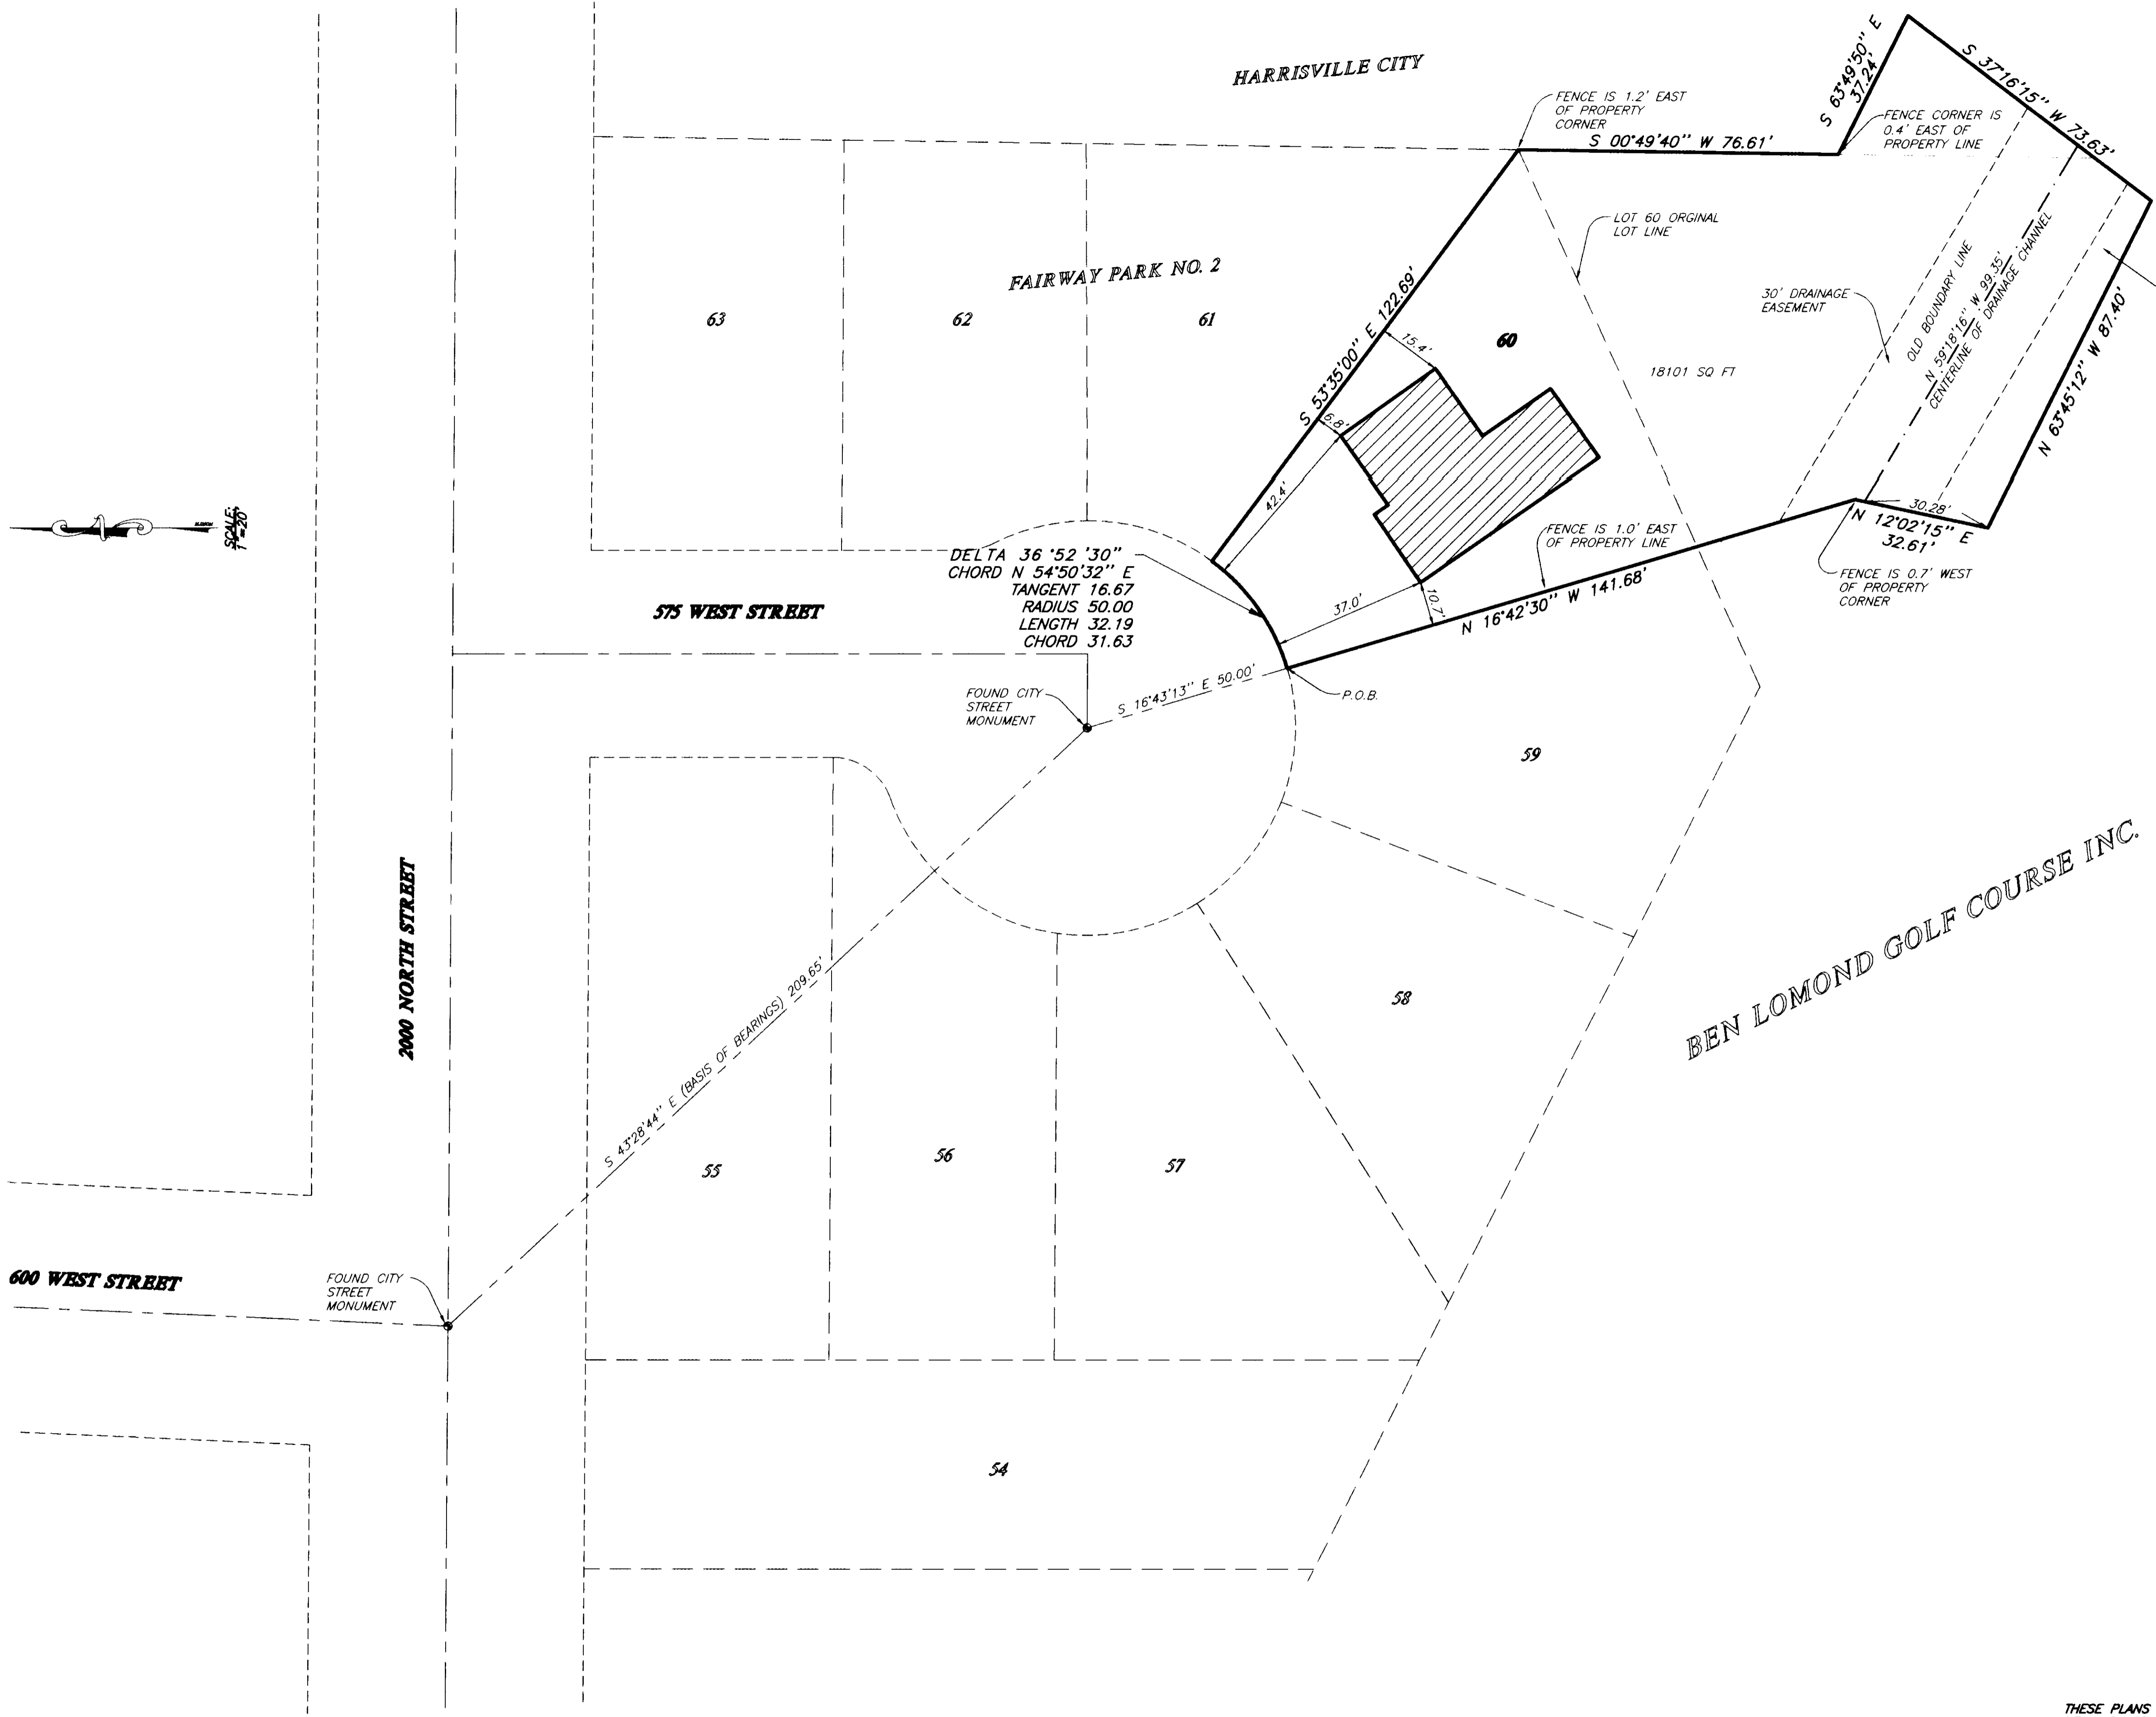 HARRISVILLE CITY
FENCE IS 1.2' EAST
OF PROPERTY
CORNER
S 63°49'50" E
37.24'
S 37°16'15" W 73.63'
FENCE CORNER IS
0.4' EAST OF
PROPERTY LINE
S 00°49'40" W 76.61'
LOT 60 ORGINAL
LOT LINE
FAIRWAY PARK NO. 2
63
62
61
60
S 53°35'00" E 122.69'
15.4'
6.8'
42.4'
18101 SQ FT
30' DRAINAGE
EASEMENT
OLD BOUNDARY LINE
N 59°18'16" W 99.35'
CENTERLINE OF DRAINAGE CHANNEL
N 63°45'12" W 87.40'
30.28'
N 12°02'15" E
32.61'
FENCE IS 1.0' EAST
OF PROPERTY LINE
FENCE IS 0.7' WEST
OF PROPERTY
CORNER
N 16°42'30" W 141.68'
10.7'
37.0'
SCALE:
1"=20'
DELTA 36 °52 '30"
CHORD N 54°50'32" E
TANGENT 16.67
RADIUS 50.00
LENGTH 32.19
CHORD 31.63
575 WEST STREET
FOUND CITY
STREET
MONUMENT
S 16°43'13" E 50.00'
P.O.B.
59
2000 NORTH STREET
S 43°28'44" E (BASIS OF BEARINGS) 209.65'
BEN LOMOND GOLF COURSE INC.
58
55
56
57
600 WEST STREET
FOUND CITY
STREET
MONUMENT
54
THESE PLANS